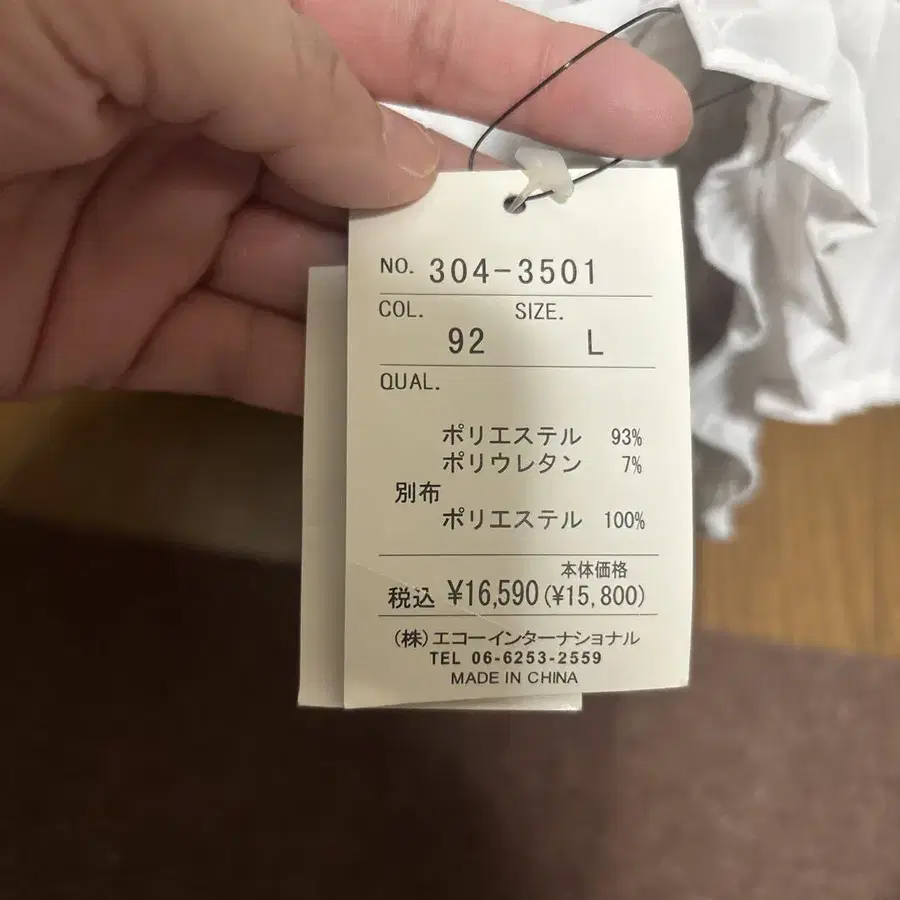 NO. 304-3501
COL. SIZE.
92 L
QUAL.
ポリエステル 93%
ポリウレタン 7%
別布
ポリエステル 100%
本体価格
税込 ¥16,590(¥15,800)
(株)エコーインターナショナル
TEL 06-6253-2559
MADE IN CHINA